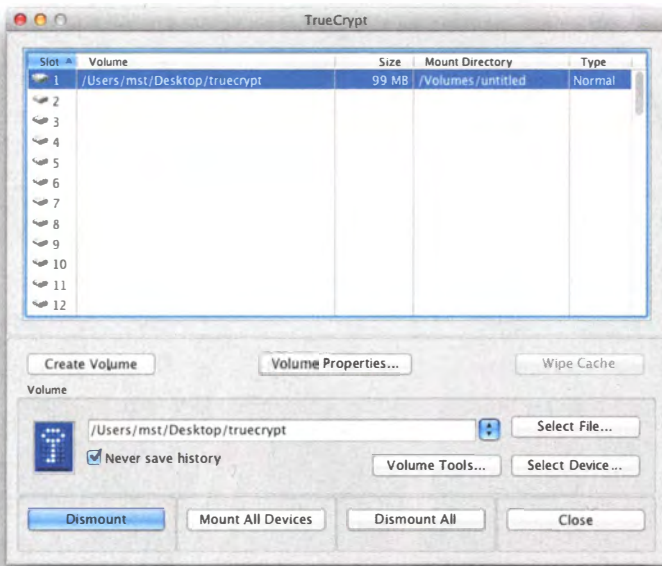 TrueCrypt
Slot Volume Size Mount Directory Type
1 /Users/mst/Desktop/truecrypt 99 MB /Volumes/untitled Normal
2
3
4
5
6
7
8
9
10
11
12
Create Volume Volume Properties... Wipe Cache
Volume
/Users/mst/Desktop/truecrypt Select File...
Never save history Volume Tools... Select Device...
Dismount Mount All Devices Dismount All Close